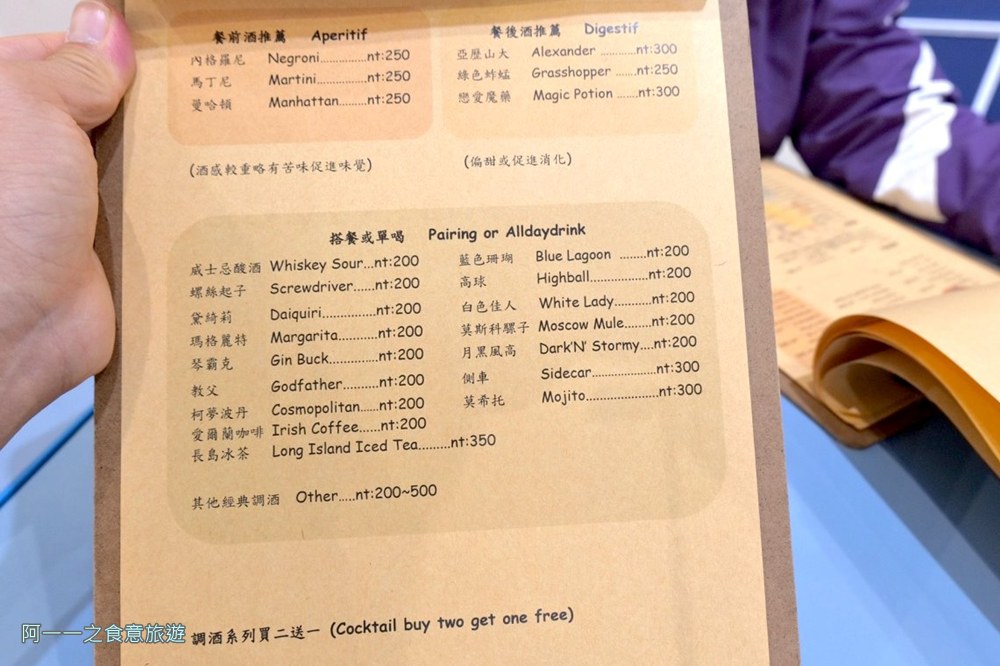 餐前酒推薦 Aperitif
內格羅尼 Negroni..............nt:250
馬丁尼 Martini...............nt:250
曼哈頓 Manhattan.........nt:250
(酒感較重略有苦味促進味覺)
餐後酒推薦 Digestif
亞歷山大 Alexander ...........nt:300
綠色蚱蜢 Grasshopper .......nt:250
戀愛魔藥 Magic Potion .......nt:300
(偏甜或促進消化)
搭餐或單喝 Pairing or Alldaydrink
威士忌酸酒 Whiskey Sour...nt:200
螺絲起子 Screwdriver......nt:200
黛綺莉 Daiquiri...............nt:200
瑪格麗特 Margarita...........nt:200
琴霸克 Gin Buck..............nt:200
教父 Godfather..........nt:200
柯夢波丹 Cosmopolitan......nt:200
愛爾蘭咖啡 Irish Coffee......nt:200
長島冰茶 Long Island Iced Tea.........nt:350
藍色珊瑚 Blue Lagoon ........nt:200
高球 Highball.................nt:200
白色佳人 White Lady...........nt:200
莫斯科騾子 Moscow Mule........nt:200
月黑風高 Dark'N' Stormy....nt:200
側車 Sidecar...................nt:300
莫希托 Mojito......................nt:300
其他經典調酒 Other.....nt:200~500
調酒系列買二送一 (Cocktail buy two get one free)
阿一一之食意旅遊